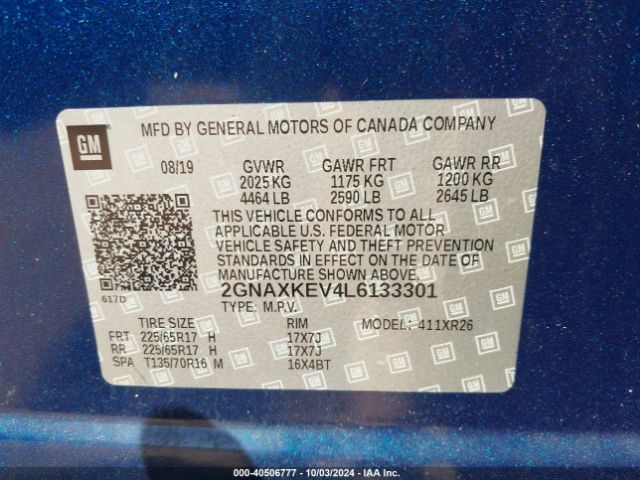 GM
MFD BY GENERAL MOTORS OF CANADA COMPANY
08/19 GVWR GAWR FRT GAWR RR
2025 KG 1175 KG 1200 KG
4464 LB 2590 LB 2645 LB
THIS VEHICLE CONFORMS TO ALL
APPLICABLE U.S. FEDERAL MOTOR
VEHICLE SAFETY AND THEFT PREVENTION
STANDARDS IN EFFECT ON THE DATE OF
MANUFACTURE SHOWN ABOVE.
617D 2GNAXKEV4L6133301
TYPE: M.P.V.
TIRE SIZE RIM MODEL: 411XR26
FRT 225/65R17 H 17X7J
RR 225/65R17 H 17X7J
SPA T135/70R16 M 16X4BT
000-40506777 - 10/03/2024 - IAA Inc.